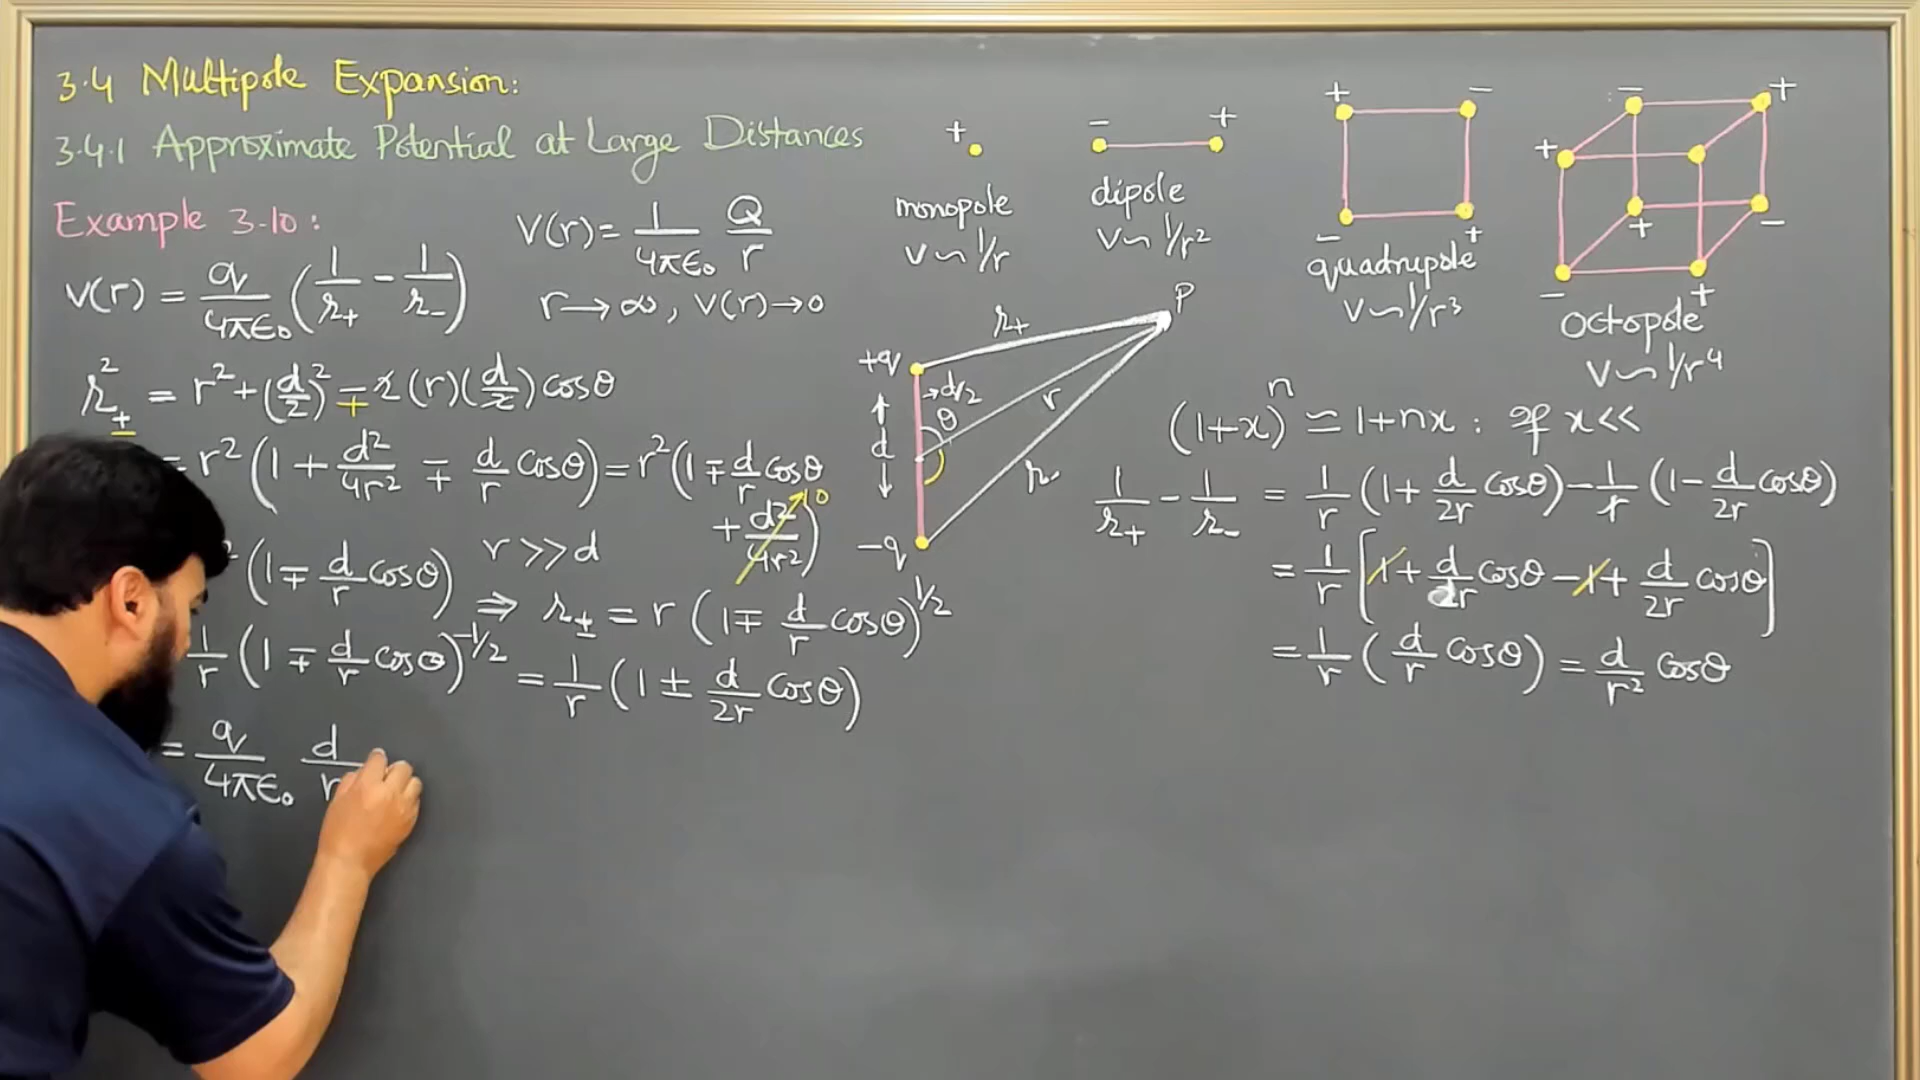 3.4 Multipole Expansion:
3.4.1 Approximate Potential at Large Distances
Example 3.10:
V(r) = 1/4πϵ₀ Q/r
r → ∞, V(r) → 0
V(r) = q/4πϵ₀ (1/r₊ − 1/r₋)
r²± = r² + (d/2)² ∓ 2(r)(d/2) cosθ
= r² (1 + d²/4r² ∓ d/r cosθ) = r² (1 ∓ d/r cosθ
+ d²/4r²) 0
² (1 ∓ d/r cosθ) r >> d
⇒ r± = r (1 ∓ d/r cosθ)^1/2
1/r (1 ∓ d/r cosθ)^-1/2 = 1/r (1 ± d/2r cosθ)
= q/4πϵ₀ d/r
+
monopole
V ~ 1/r
− +
dipole
V ~ 1/r²
+ −
− +
quadrupole
V ~ 1/r³
− +
+
+ −
− +
Octopole
V ~ 1/r⁴
P
r₊
+q
→d/2
θ
r
d
r-
−q
(1+x)^n ≃ 1+nx : if x<<
1/r₊ − 1/r₋ = 1/r (1 + d/2r cosθ) − 1/r (1 − d/2r cosθ)
= 1/r [1 + d/2r cosθ − 1 + d/2r cosθ]
= 1/r (d/r cosθ) = d/r² cosθ